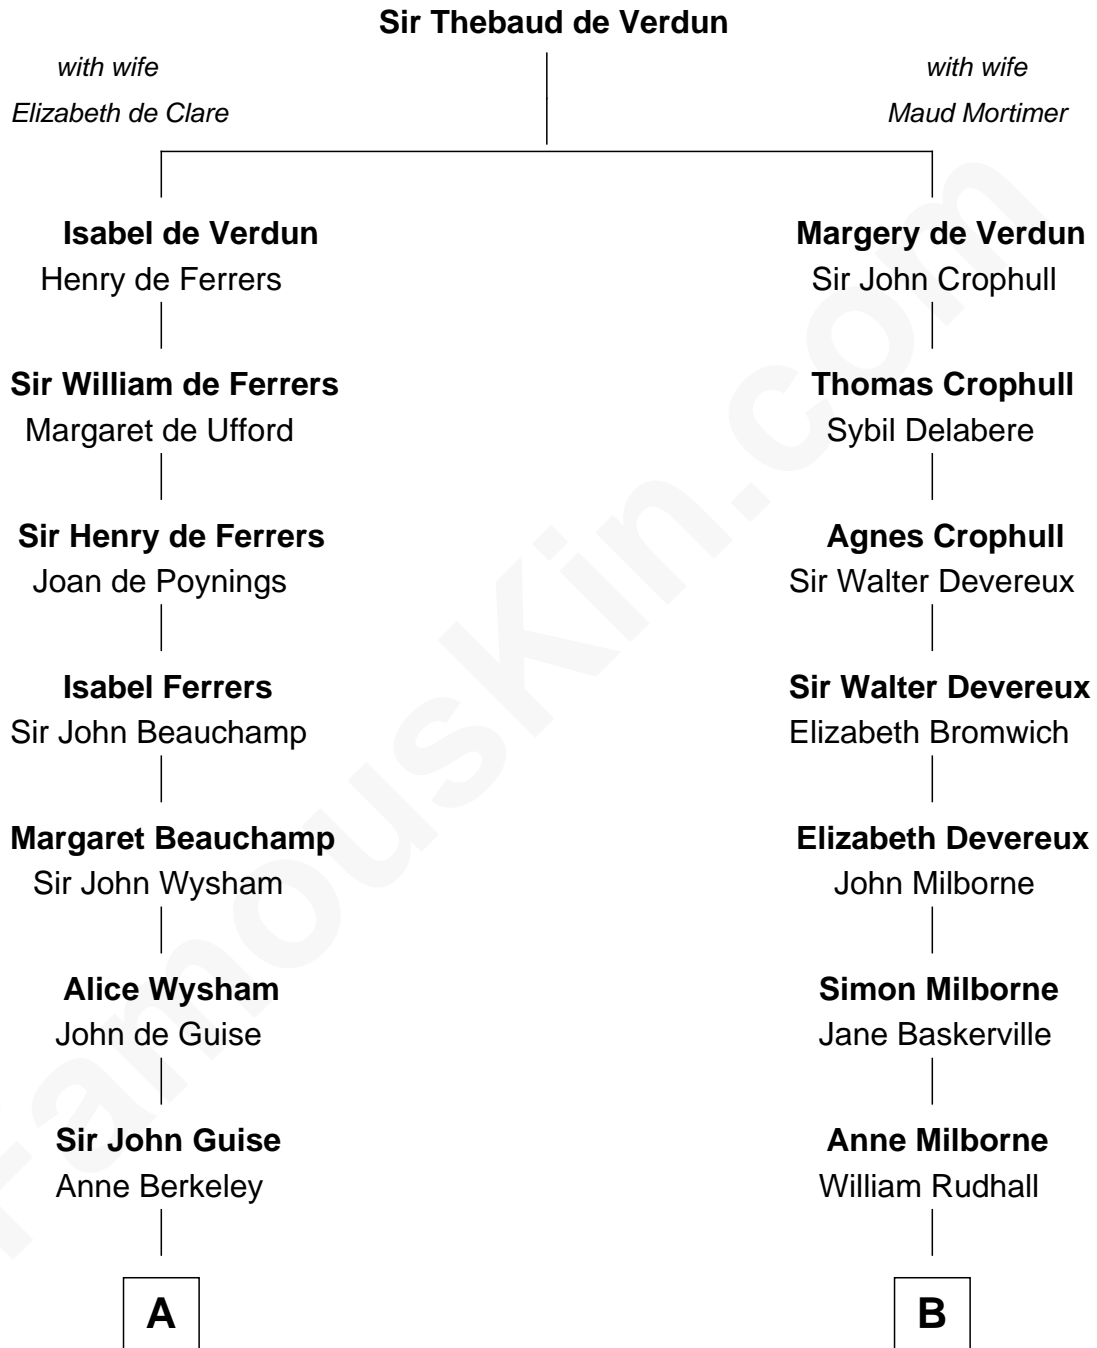 Sir Thebaud de Verdun
with wife
Elizabeth de Clare
with wife
Maud Mortimer
Isabel de Verdun
Henry de Ferrers
Margery de Verdun
Sir John Crophull
Sir William de Ferrers
Margaret de Ufford
Thomas Crophull
Sybil Delabere
Sir Henry de Ferrers
Joan de Poynings
Agnes Crophull
Sir Walter Devereux
Isabel Ferrers
Sir John Beauchamp
Sir Walter Devereux
Elizabeth Bromwich
Margaret Beauchamp
Sir John Wysham
Elizabeth Devereux
John Milborne
Alice Wysham
John de Guise
Simon Milborne
Jane Baskerville
Sir John Guise
Anne Berkeley
Anne Milborne
William Rudhall
A
B
FamousKin.com